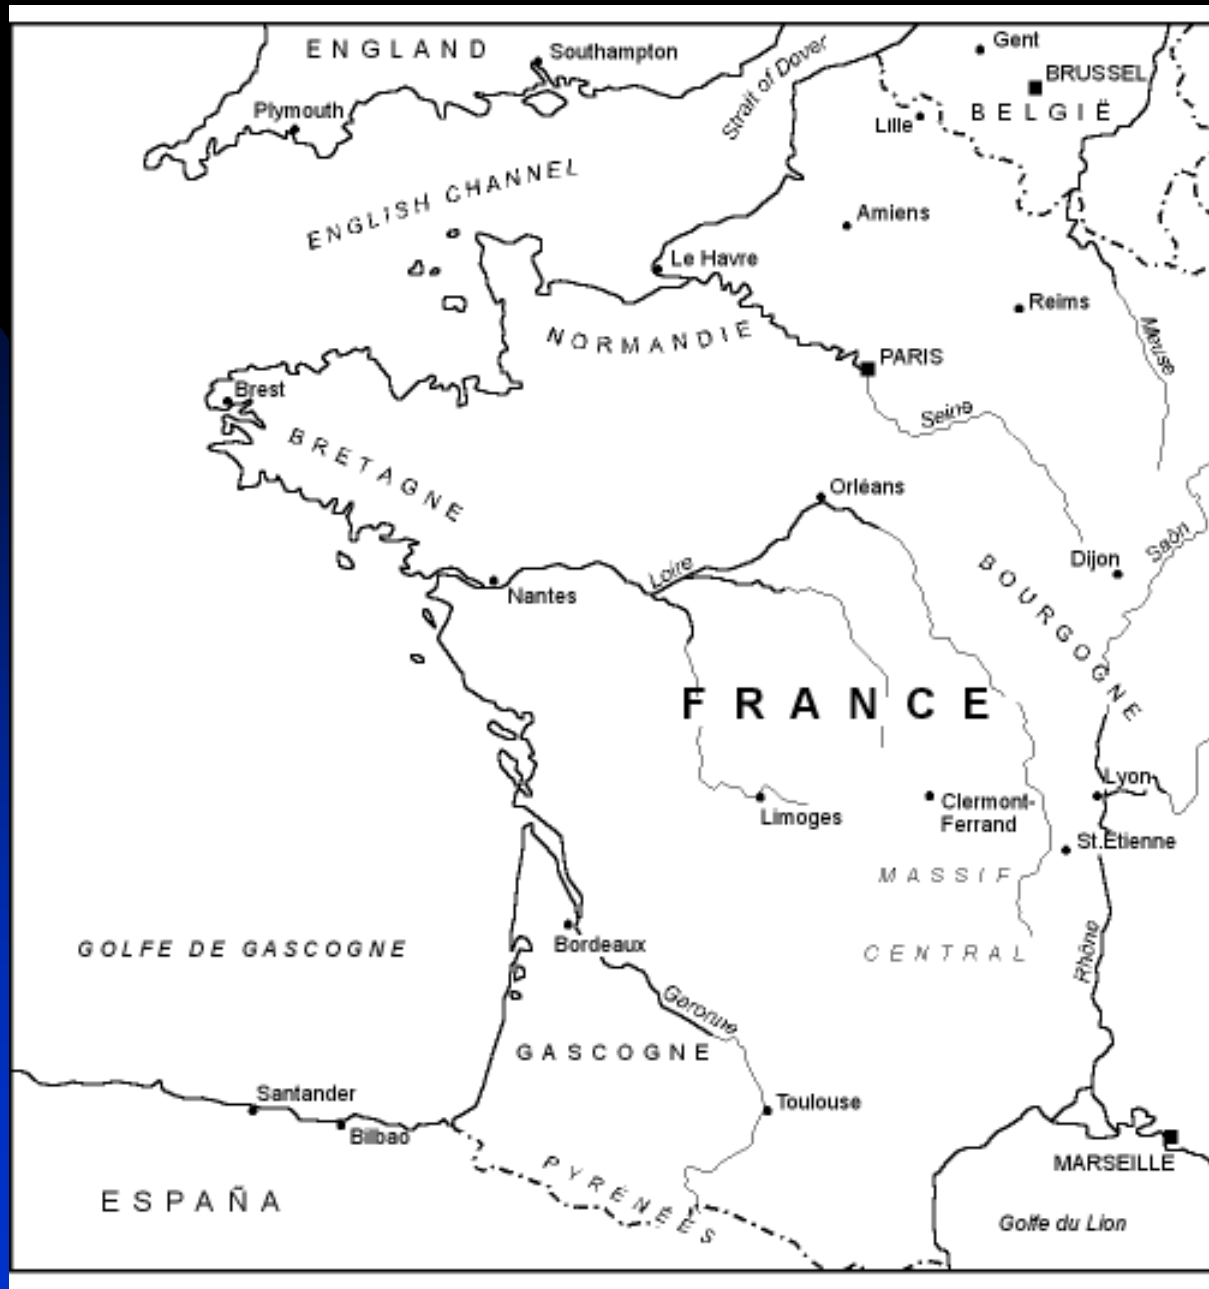 ENGLAND
Southampton
Strait of Dover
Gent
BRUSSEL
BELGIË
Plymouth
Lille
ENGLISH CHANNEL
Amiens
Le Havre
Reims
NORMANDIE
Meuse
PARIS
Brest
Seine
BRETAGNE
Orléans
Saôn
Dijon
Loire
BOURGOGNE
Nantes
FRANCE
Lyon
Limoges
Clermont-
Ferrand
St.Etienne
MASSIF
CENTRAL
GOLFE DE GASCOGNE
Bordeaux
Rhône
Garonne
GASCOGNE
Santander
Toulouse
Bilbao
PYRÉNÉES
MARSEILLE
ESPAÑA
Golfe du Lion